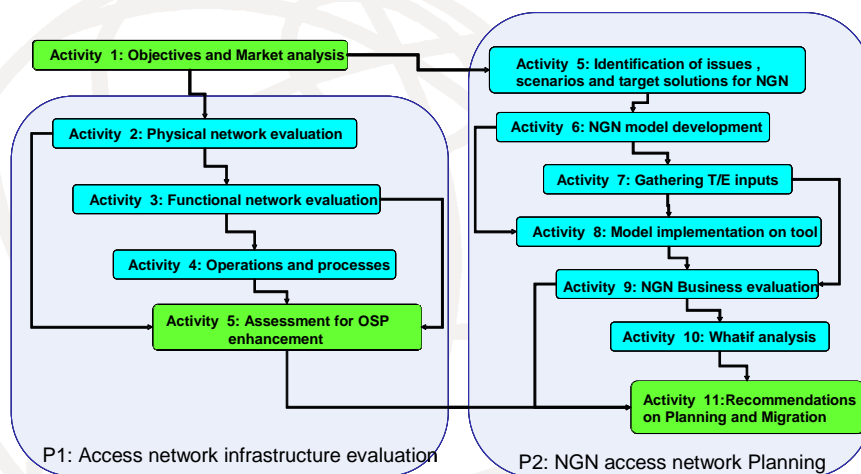 Activity 1: Objectives and Market analysis
Activity 2: Physical network evaluation
Activity 3: Functional network evaluation
Activity 4: Operations and processes
Activity 5: Assessment for OSP
enhancement
P1: Access network infrastructure evaluation
Activity 5: Identification of issues ,
scenarios and target solutions for NGN
Activity 6: NGN model development
Activity 7: Gathering T/E inputs
Activity 8: Model implementation on tool
Activity 9: NGN Business evaluation
Activity 10: What-if analysis
Activity 11:Recommendations
on Planning and Migration
P2: NGN access network Planning